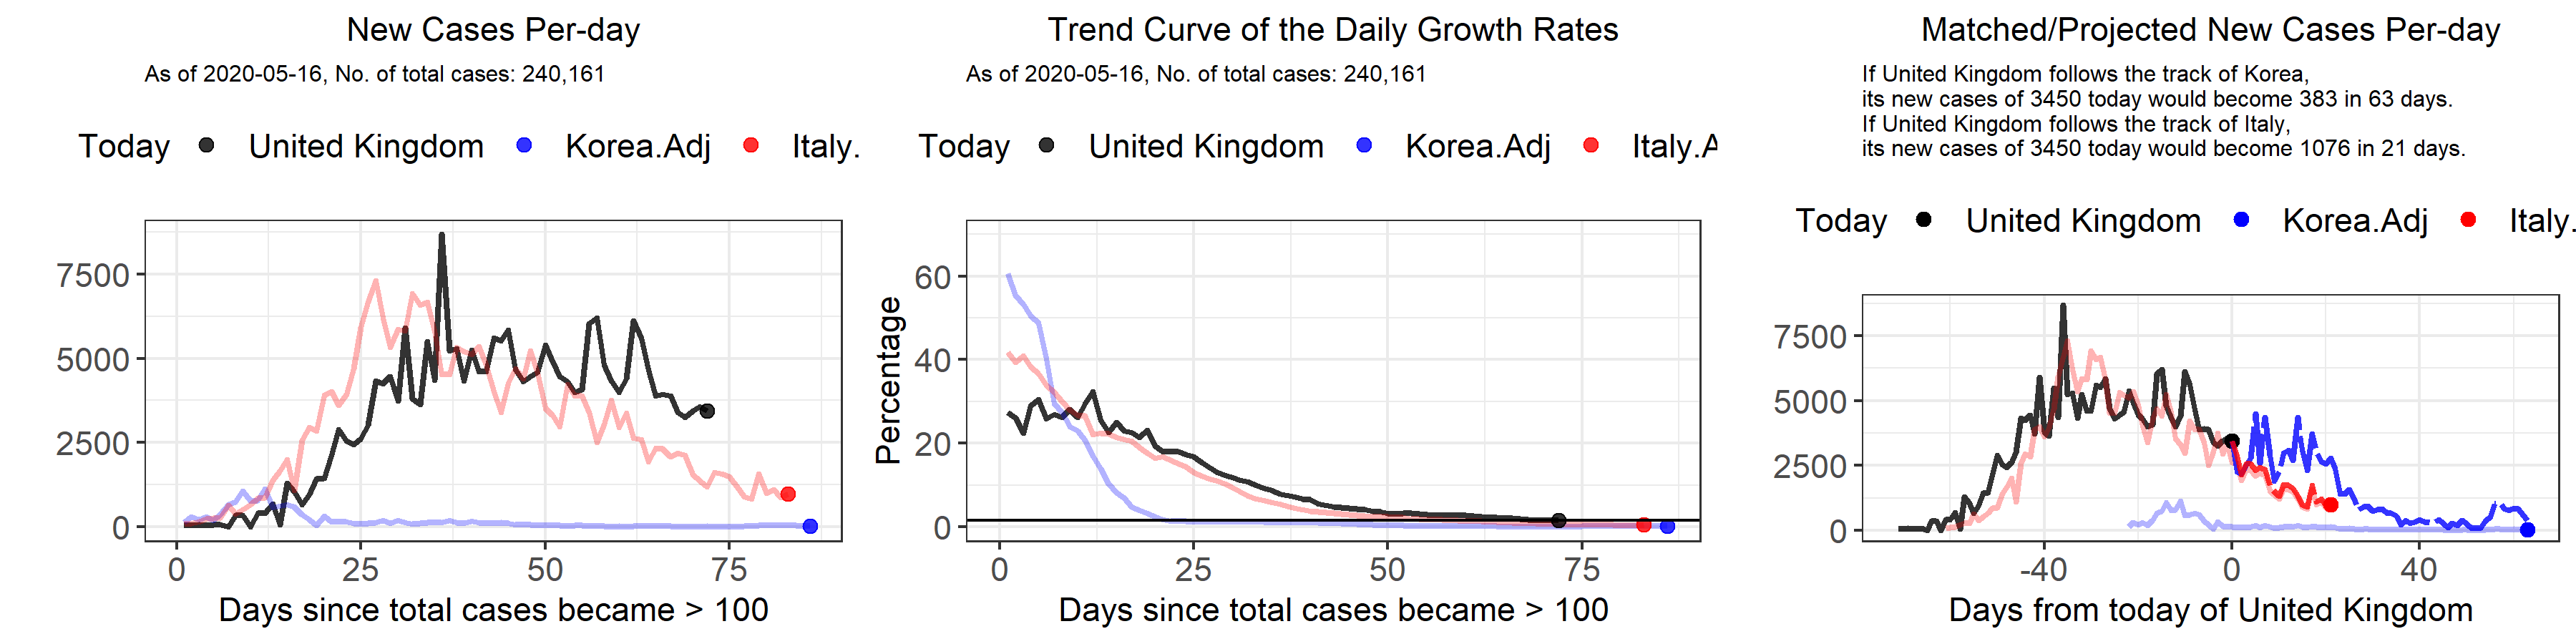 New Cases Per-day
As of 2020-05-16, No. of total cases: 240,161
Today United Kingdom Korea.Adj Italy.
7500
5000
2500
0
0 25 50 75
Days since total cases became > 100
Trend Curve of the Daily Growth Rates
As of 2020-05-16, No. of total cases: 240,161
Today United Kingdom Korea.Adj Italy.A
Percentage
60
40
20
0
0 25 50 75
Days since total cases became > 100
Matched/Projected New Cases Per-day
If United Kingdom follows the track of Korea,
its new cases of 3450 today would become 383 in 63 days.
If United Kingdom follows the track of Italy,
its new cases of 3450 today would become 1076 in 21 days.
Today United Kingdom Korea.Adj Italy.
7500
5000
2500
0
-40 0 40
Days from today of United Kingdom